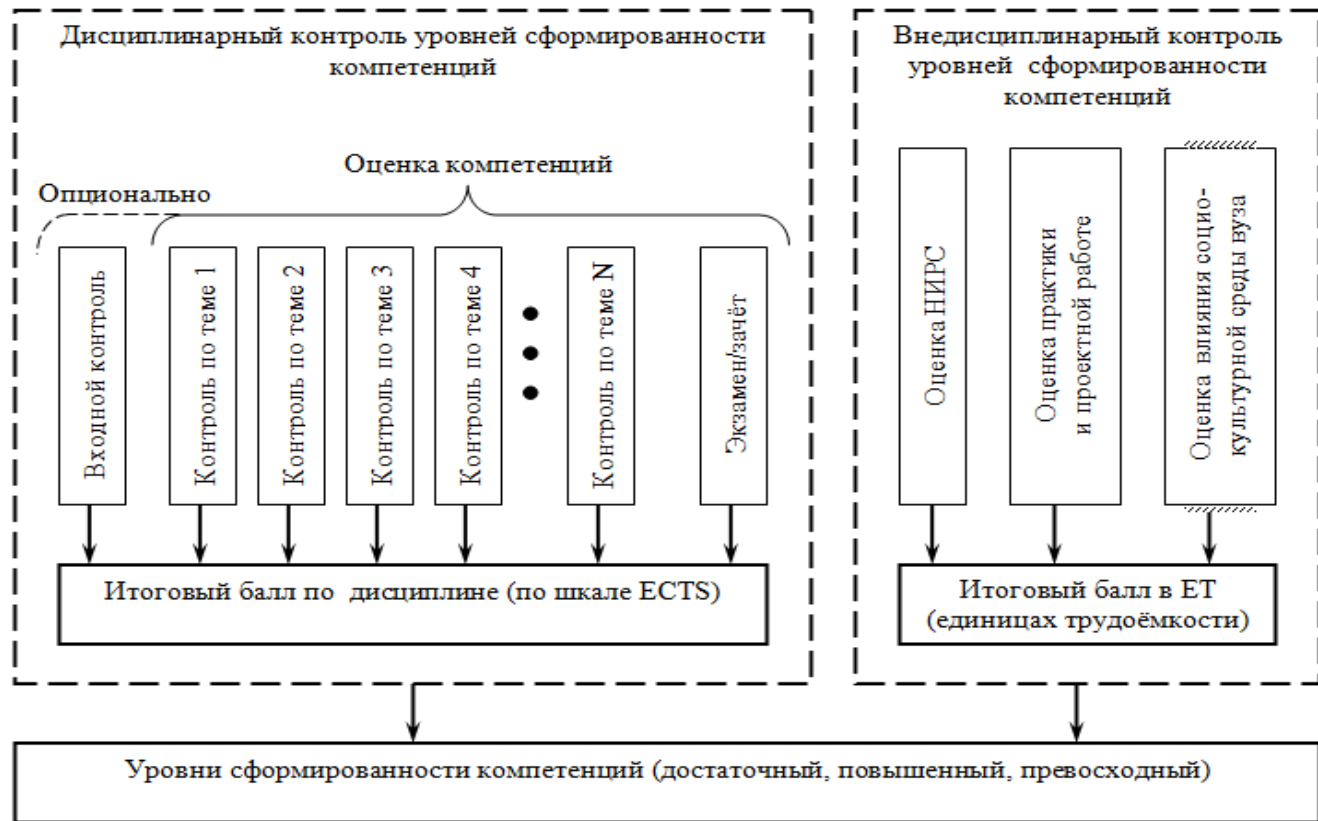 Дисциплинарный контроль уровней сформированности
компетенций
Оценка компетенций
Опционально
Входной контроль
Контроль по теме 1
Контроль по теме 2
Контроль по теме 3
Контроль по теме 4
Контроль по теме N
Экзамен/зачёт
Итоговый балл по дисциплине (по шкале ECTS)
Внедисциплинарный контроль
уровней сформированности
компетенций
Оценка НИРС
Оценка практики
и проектной работе
Оценка влияния социо-
культурной среды вуза
Итоговый балл в ЕТ
(единицах трудоёмкости)
Уровни сформированности компетенций (достаточный, повышенный, превосходный)